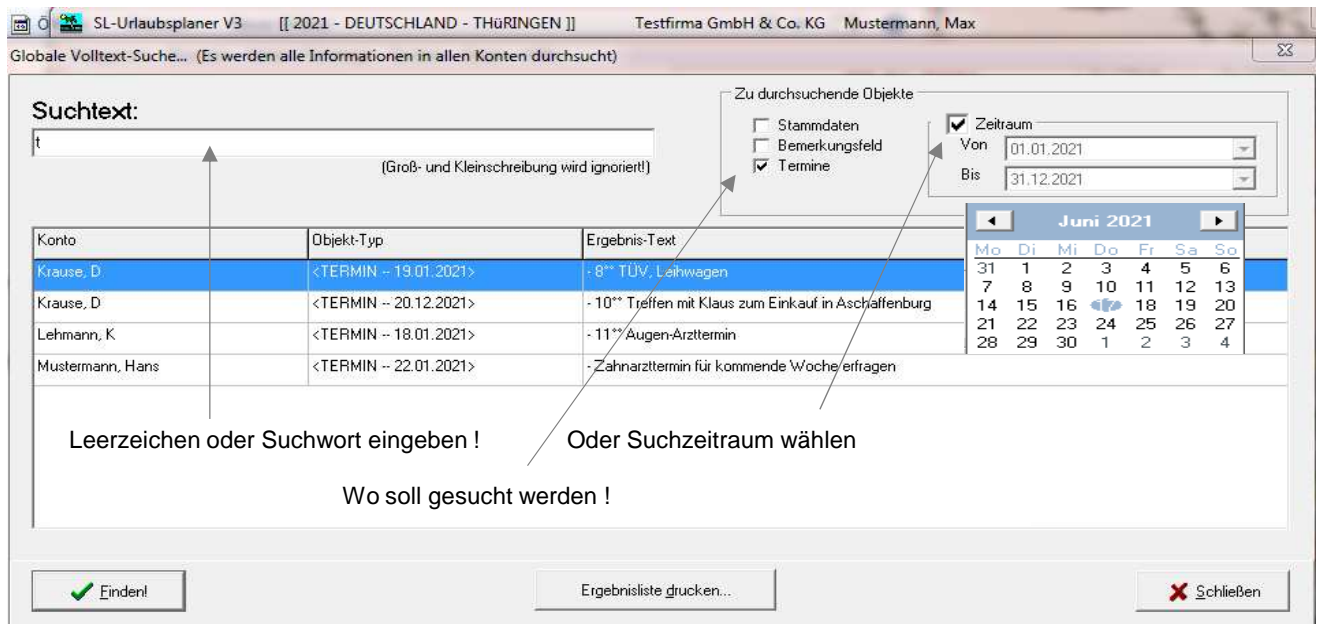 SL-Urlaubsplaner V3 [[ 2021 - DEUTSCHLAND - THüRINGEN ]] Testfirma GmbH & Co. KG Mustermann, Max
Globale Volltext-Suche... (Es werden alle Informationen in allen Konten durchsucht)
Suchtext:
t
(Groß- und Kleinschreibung wird ignoriert!)
Zu durchsuchende Objekte
Stammdaten
Bemerkungsfeld
Termine
Zeitraum
Von 01.01.2021
Bis 31.12.2021
Juni 2021
Mo Di Mi Do Fr Sa So
31 1 2 3 4 5 6
7 8 9 10 11 12 13
14 15 16 17 18 19 20
21 22 23 24 25 26 27
28 29 30 1 2 3 4
Konto Objekt-Typ Ergebnis-Text
Krause, D <TERMIN -- 19.01.2021> - 8°° TÜV, Leihwagen
Krause, D <TERMIN -- 20.12.2021> - 10°° Treffen mit Klaus zum Einkauf in Aschaffenburg
Lehmann, K <TERMIN -- 18.01.2021> - 11°° Augen-Arzttermin
Mustermann, Hans <TERMIN -- 22.01.2021> - Zahnarzttermin für kommende Woche erfragen
Leerzeichen oder Suchwort eingeben !
Oder Suchzeitraum wählen
Wo soll gesucht werden !
Finden!
Ergebnisliste drucken...
Schließen